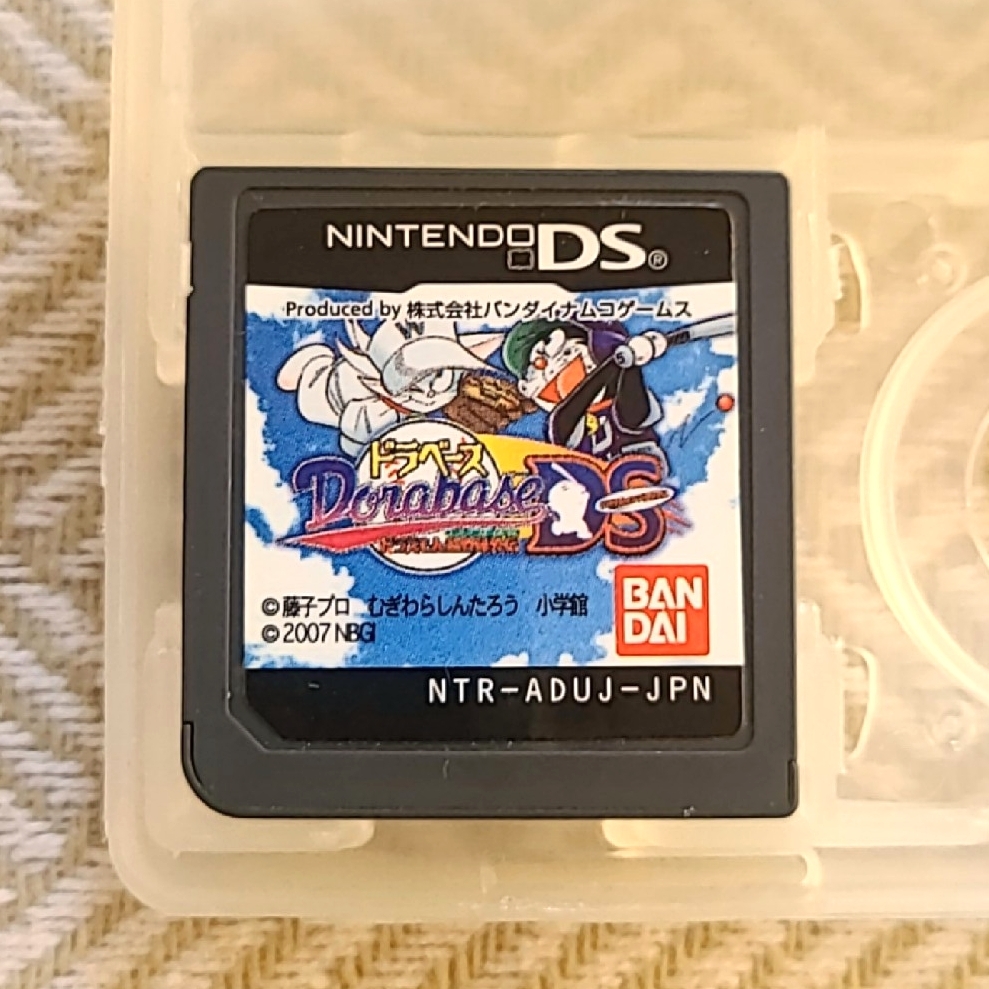 NINTENDO DS®
Produced by 株式会社バンダイナムコゲームス
W
ドラベース
Dorabase DS
© 藤子プロ むぎわらしんたろう 小学館
© 2007 NBGI
BAN
DAI
NTR-ADUJ-JPN